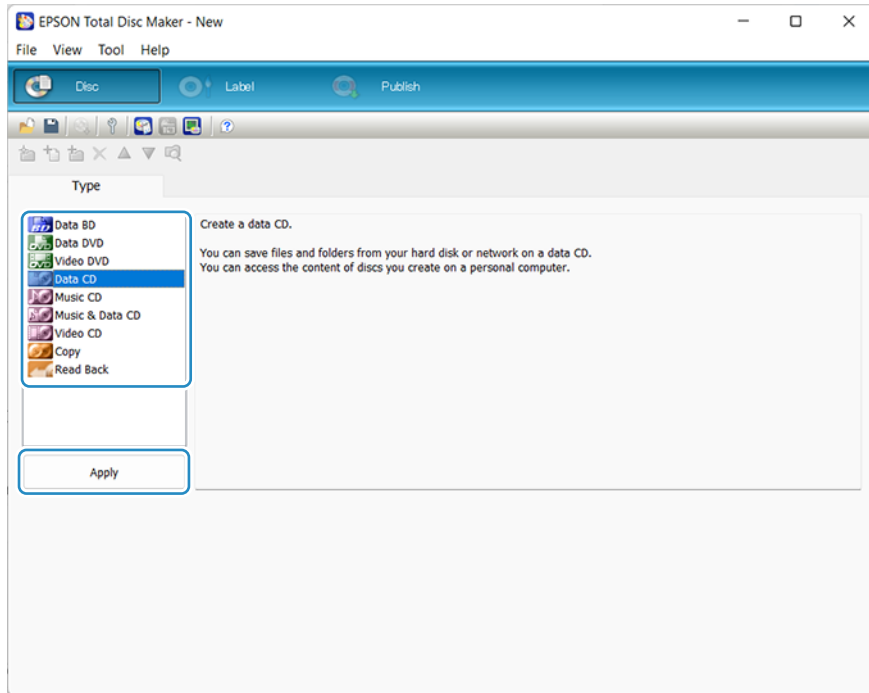 EPSON Total Disc Maker - New
File View Tool Help
Disc Label Publish
Type
Data BD
Data DVD
Video DVD
Data CD
Music CD
Music & Data CD
Video CD
Copy
Read Back
Apply
Create a data CD.
You can save files and folders from your hard disk or network on a data CD.
You can access the content of discs you create on a personal computer.